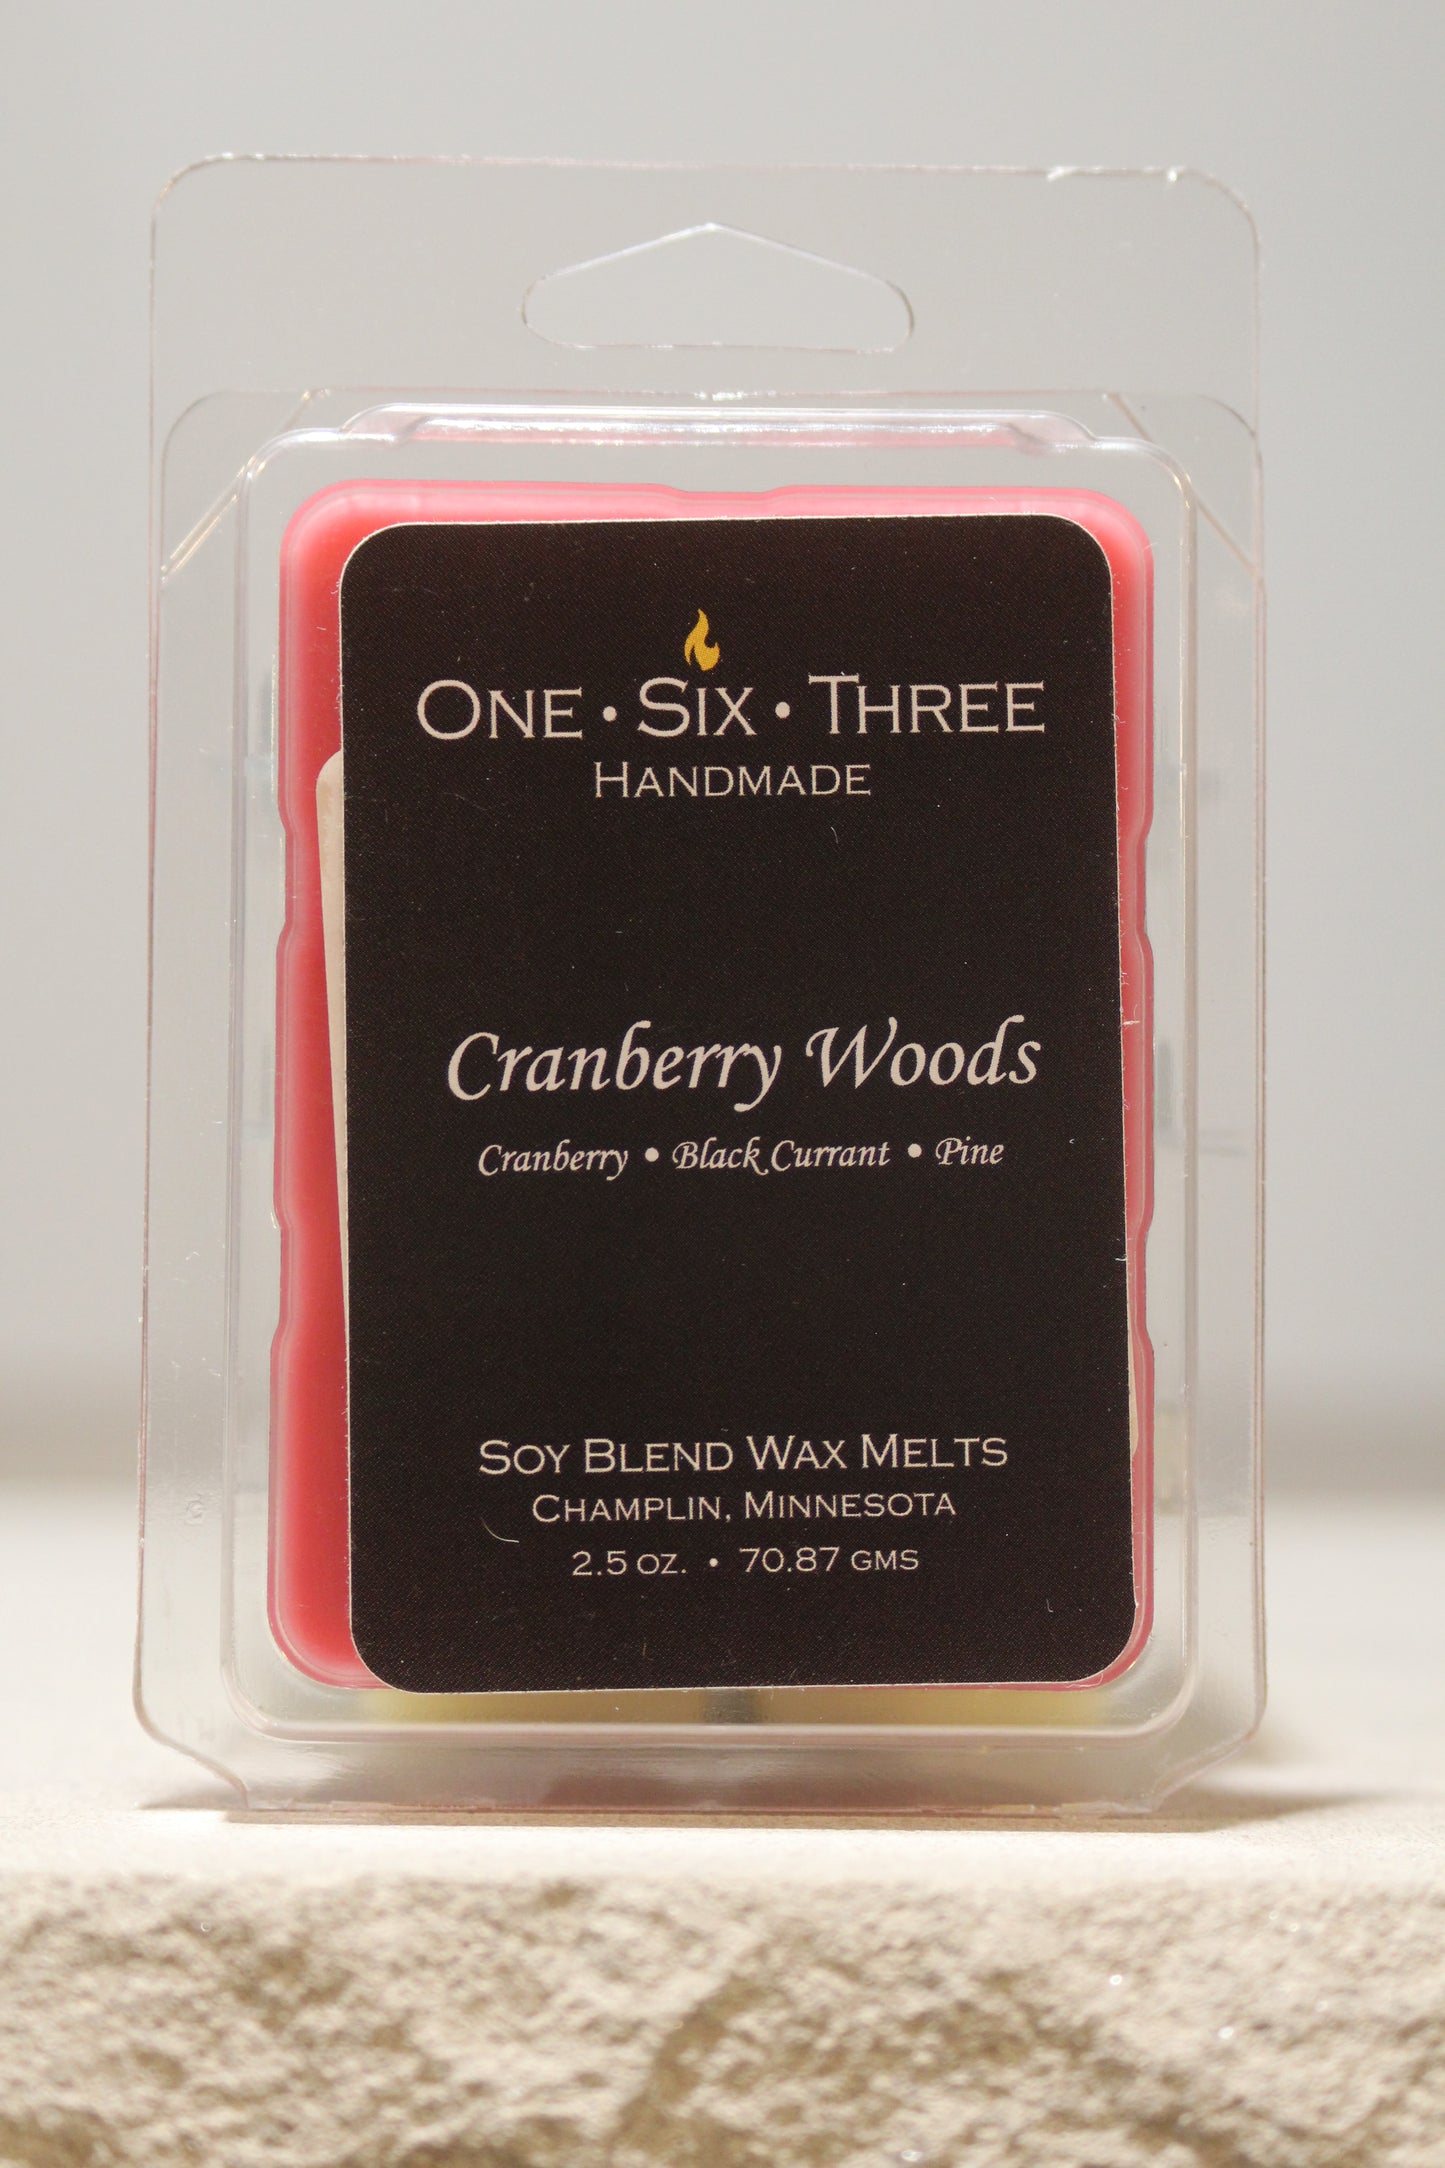 One • Six • Three
Handmade
Cranberry Woods
Cranberry • Black Currant • Pine
Soy Blend Wax Melts
Champlin, Minnesota
2.5 oz. • 70.87 gms